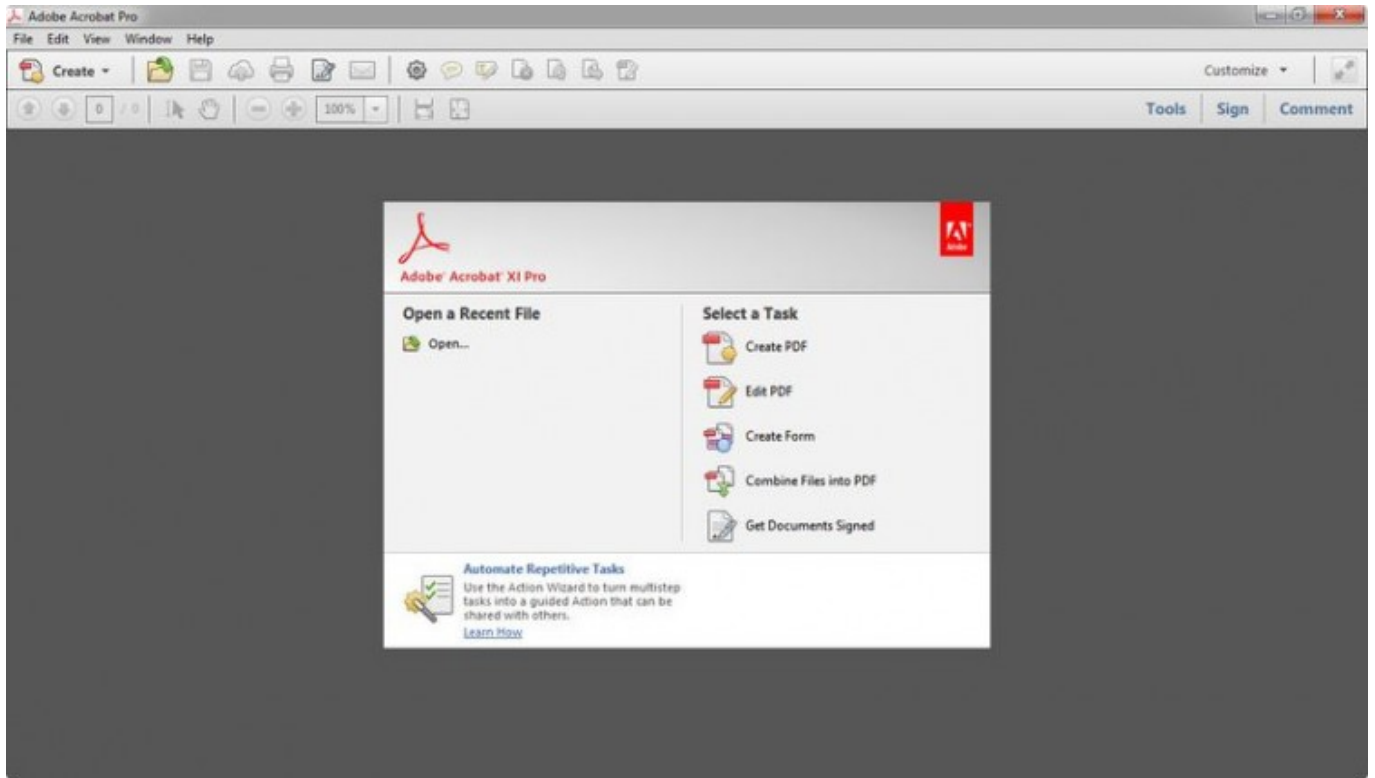 Adobe Acrobat Pro
File Edit View Window Help
Create
Customize
0 / 0
100%
Tools Sign Comment
Adobe
Adobe® Acrobat® XI Pro
Open a Recent File
Open...
Select a Task
Create PDF
Edit PDF
Create Form
Combine Files into PDF
Get Documents Signed
Automate Repetitive Tasks
Use the Action Wizard to turn multistep
tasks into a guided Action that can be
shared with others.
Learn How